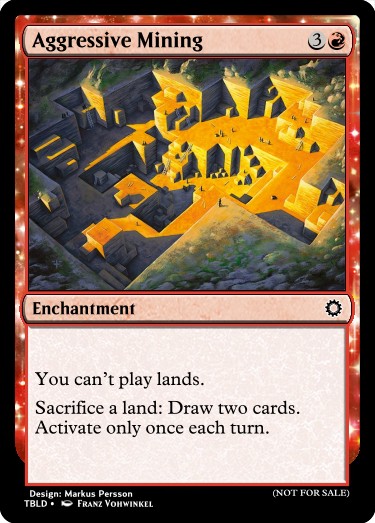 Aggressive Mining 3
Enchantment
You can't play lands.
Sacrifice a land: Draw two cards.
Activate only once each turn.
Design: Markus Persson
TBLD • Franz Vohwinkel
(NOT FOR SALE)